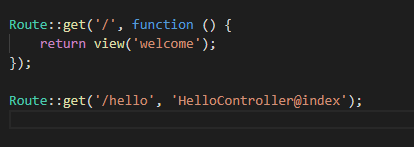 Route::get('/', function () {
    return view('welcome');
});

Route::get('/hello', 'HelloController@index');